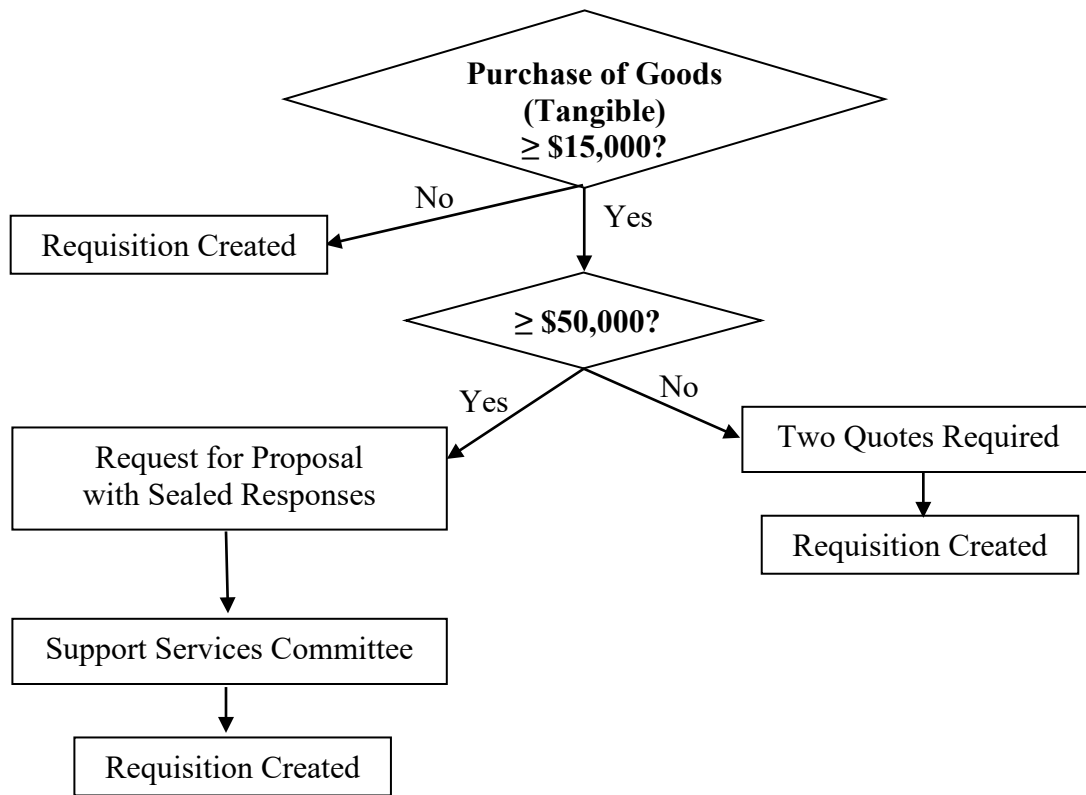 Purchase of Goods
(Tangible)
≥ $15,000?
No
Yes
Requisition Created
≥ $50,000?
Yes
No
Request for Proposal
with Sealed Responses
Two Quotes Required
Requisition Created
Support Services Committee
Requisition Created